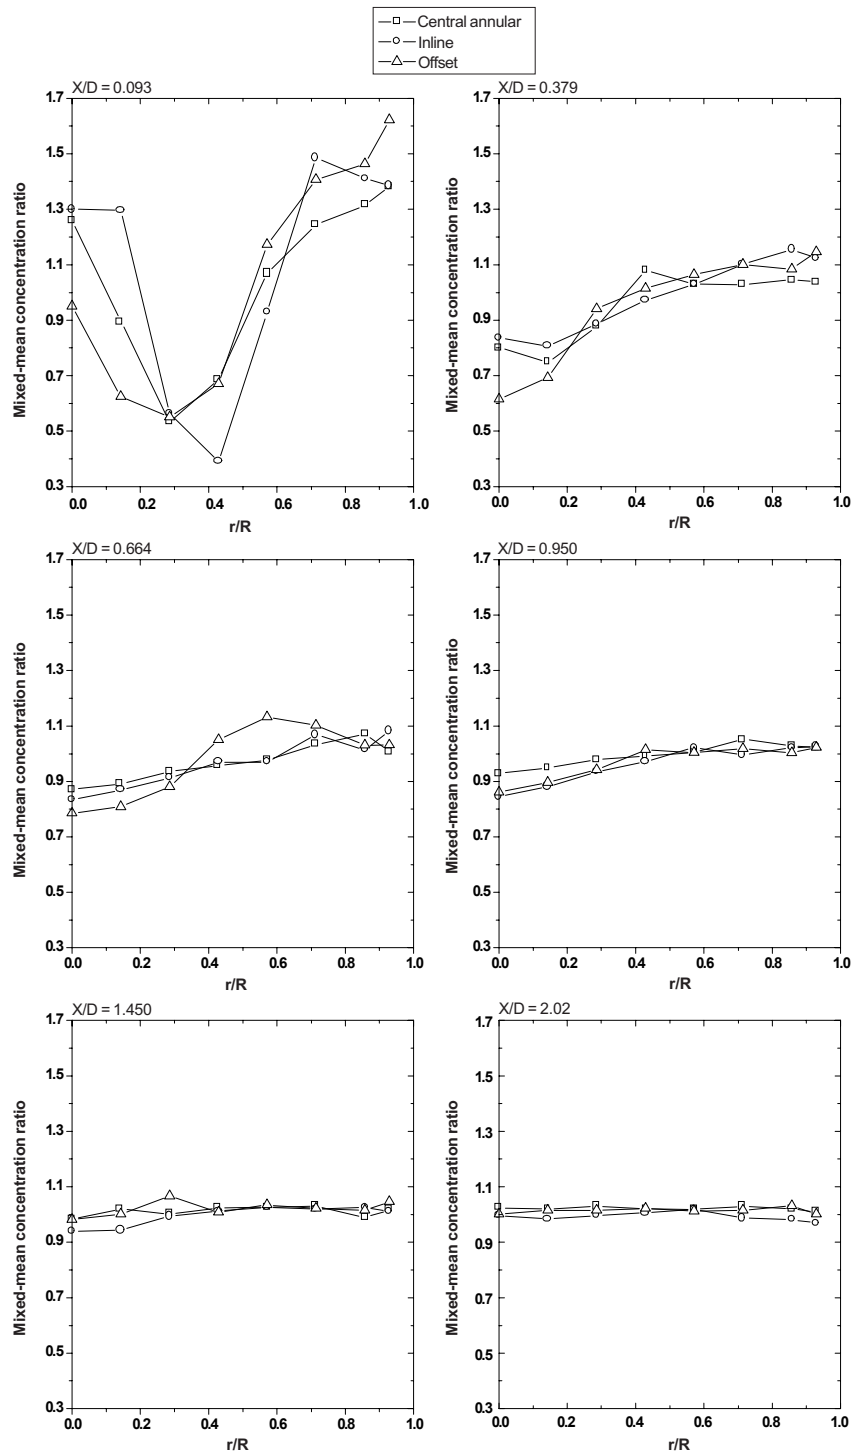 Central annular
Inline
Offset
X/D = 0.093
1.7
1.5
1.3
1.1
0.9
0.7
0.5
0.3
Mixed-mean concentration ratio
0.0 0.2 0.4 0.6 0.8 1.0
r/R
X/D = 0.379
1.7
1.5
1.3
1.1
0.9
0.7
0.5
0.3
Mixed-mean concentration ratio
0.0 0.2 0.4 0.6 0.8 1.0
r/R
X/D = 0.664
1.7
1.5
1.3
1.1
0.9
0.7
0.5
0.3
Mixed-mean concentration ratio
0.0 0.2 0.4 0.6 0.8 1.0
r/R
X/D = 0.950
1.7
1.5
1.3
1.1
0.9
0.7
0.5
0.3
Mixed-mean concentration ratio
0.0 0.2 0.4 0.6 0.8 1.0
r/R
X/D = 1.450
1.7
1.5
1.3
1.1
0.9
0.7
0.5
0.3
Mixed-mean concentration ratio
0.0 0.2 0.4 0.6 0.8 1.0
r/R
X/D = 2.02
1.7
1.5
1.3
1.1
0.9
0.7
0.5
0.3
Mixed-mean concentration ratio
0.0 0.2 0.4 0.6 0.8 1.0
r/R